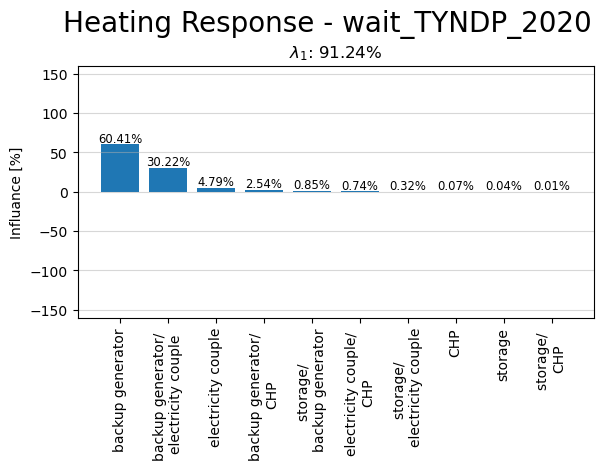 Heating Response - wait_TYNDP_2020
λ₁: 91.24%
Influance [%]
150
100
50
0
−50
−100
−150
60.41%
30.22%
4.79%
2.54%
0.85%
0.74%
0.32%
0.07%
0.04%
0.01%
backup generator
backup generator/
electricity couple
electricity couple
backup generator/
CHP
storage/
backup generator
electricity couple/
CHP
storage/
electricity couple
CHP
storage
storage/
CHP